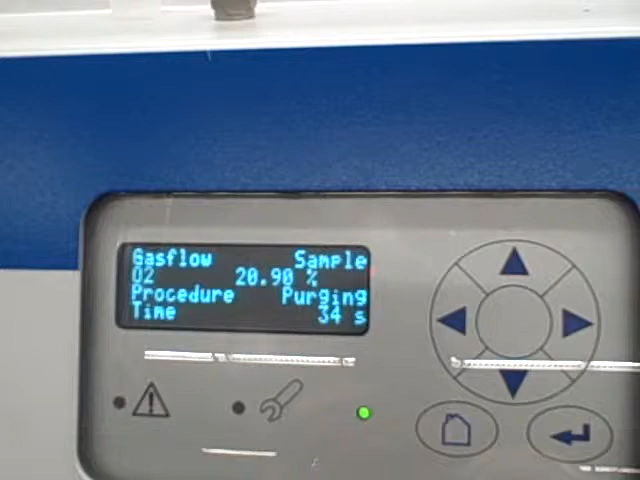 Gasflow Sample
O2 20.90 %
Procedure Purging
Time 34 s